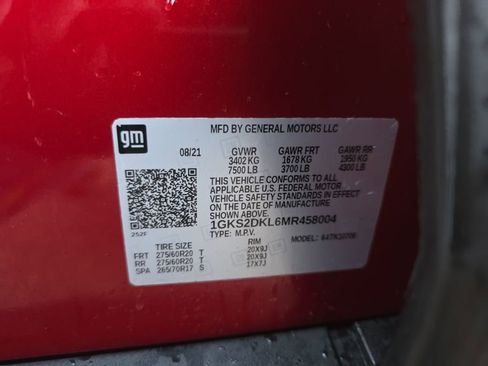 gm
MFD BY GENERAL MOTORS LLC
08/21 GVWR GAWR FRT GAWR RR
3402 KG 1678 KG 1950 KG
7500 LB 3700 LB 4300 LB
THIS VEHICLE CONFORMS TO ALL
APPLICABLE U.S. FEDERAL MOTOR
VEHICLE SAFETY STANDARDS IN EFFECT
ON THE DATE OF MANUFACTURE
SHOWN ABOVE.
1GKS2DKL6MR458004
TYPE: M.P.V. MODEL:
252F
TIRE SIZE RIM
FRT 275/60R20 T 20X9J
RR 275/60R20 T 20X9J
SPA 265/70R17 S 17X7J